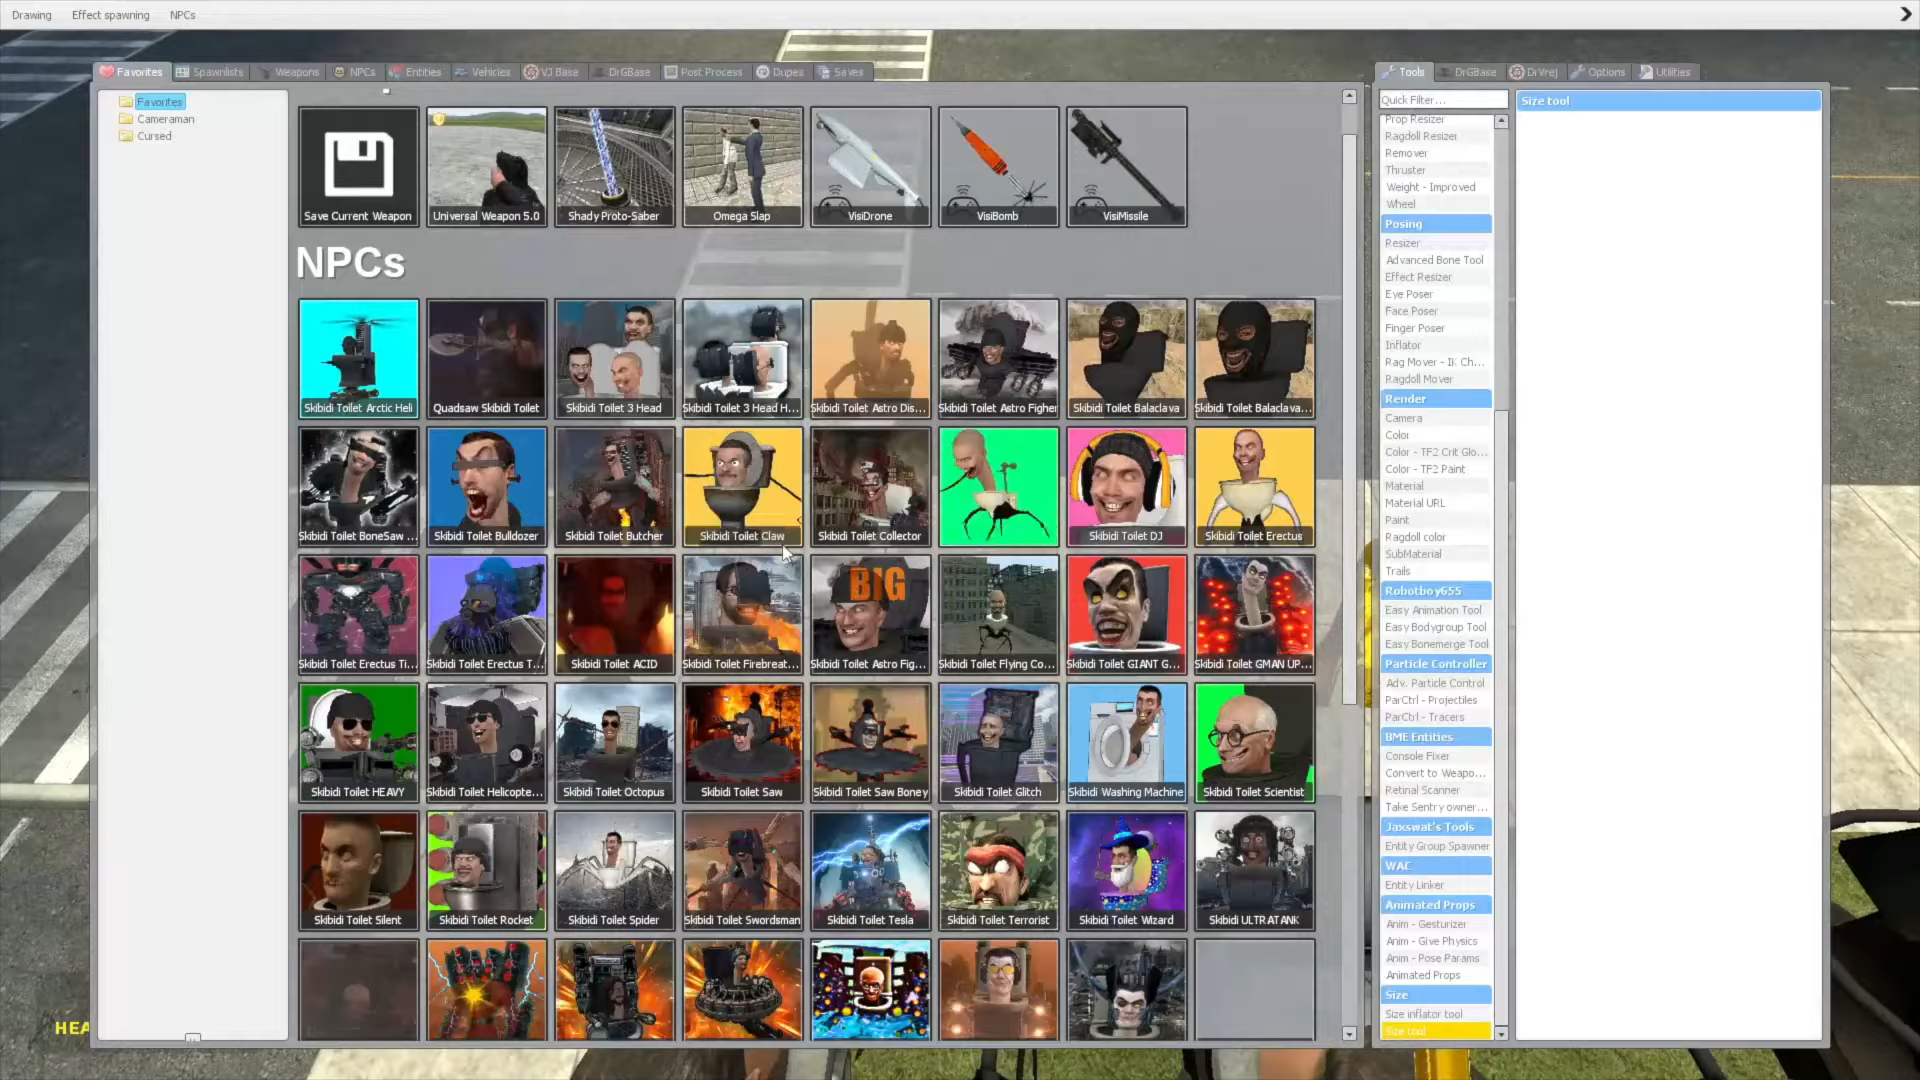 Drawing Effect spawning NPCs
Favorites Spawnlists Weapons NPCs Entities Vehicles VJ Base DrGBase Post Process Dupes Saves
Favorites
Cameraman
Cursed
Save Current Weapon
Universal Weapon 5.0
Shady Proto-Saber
Omega Slap
VisiDrone
VisiBomb
VisiMissile
NPCs
Skibidi Toilet Arctic Heli
Quadsaw Skibidi Toilet
Skibidi Toilet 3 Head
Skibidi Toilet 3 Head H...
Skibidi Toilet Astro Dis...
Skibidi Toilet Astro Figher
Skibidi Toilet Balaclava
Skibidi Toilet Balaclava...
Skibidi Toilet BoneSaw ...
Skibidi Toilet Bulldozer
Skibidi Toilet Butcher
Skibidi Toilet Claw
Skibidi Toilet Collector
Skibidi Toilet DJ
Skibidi Toilet Erectus
BIG
Skibidi Toilet Erectus Ti...
Skibidi Toilet Erectus T...
Skibidi Toilet ACID
Skibidi Toilet Firebreat...
Skibidi Toilet Astro Fig...
Skibidi Toilet Flying Co...
Skibidi Toilet GIANT G...
Skibidi Toilet GMAN UP...
Skibidi Toilet HEAVY
Skibidi Toilet Helicopte...
Skibidi Toilet Octopus
Skibidi Toilet Saw
Skibidi Toilet Saw Boney
Skibidi Toilet Glitch
Skibidi Washing Machine
Skibidi Toilet Scientist
Skibidi Toilet Silent
Skibidi Toilet Rocket
Skibidi Toilet Spider
Skibidi Toilet Swordsman
Skibidi Toilet Tesla
Skibidi Toilet Terrorist
Skibidi Toilet Wizard
Skibidi ULTRATANK
HEA
Tools DrGBase DrVrej Options Utilities
Quick Filter...
Prop Resizer
Ragdoll Resizer
Remover
Thruster
Weight - Improved
Wheel
Posing
Resizer
Advanced Bone Tool
Effect Resizer
Eye Poser
Face Poser
Finger Poser
Inflator
Rag Mover - IK Ch...
Ragdoll Mover
Render
Camera
Color
Color - TF2 Crit Glo...
Color - TF2 Paint
Material
Material URL
Paint
Ragdoll color
SubMaterial
Trails
Robotboy655
Easy Animation Tool
Easy Bodygroup Tool
Easy Bonemerge Tool
Particle Controller
Adv. Particle Control
ParCtrl - Projectiles
ParCtrl - Tracers
BME Entities
Console Fixer
Convert to Weapo...
Retinal Scanner
Take Sentry owner...
Jaxswat's Tools
Entity Group Spawner
WAC
Entity Linker
Animated Props
Anim - Gesturizer
Anim - Give Physics
Anim - Pose Params
Animated Props
Size
Size inflator tool
Size tool
Size tool